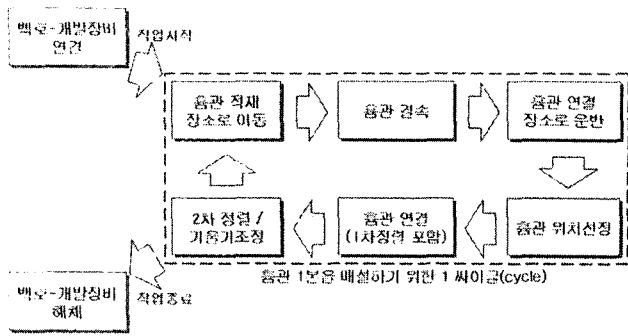 백호-개발장비
연결
작업시작
흄관 적재
장소로 이동
흄관 결속
흄관 연결
장소로 운반
2차 정렬 /
기울기조정
흄관 연결
(1차정렬 포함)
흄관 위치선정
흄관 1본을 매설하기 위한 1 싸이클(cycle)
백호-개발장비
해체
작업종료